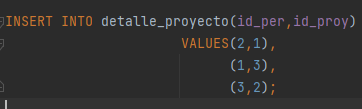 INSERT INTO detalle_proyecto(id_per,id_proy)
VALUES(2,1),
(1,3),
(3,2);